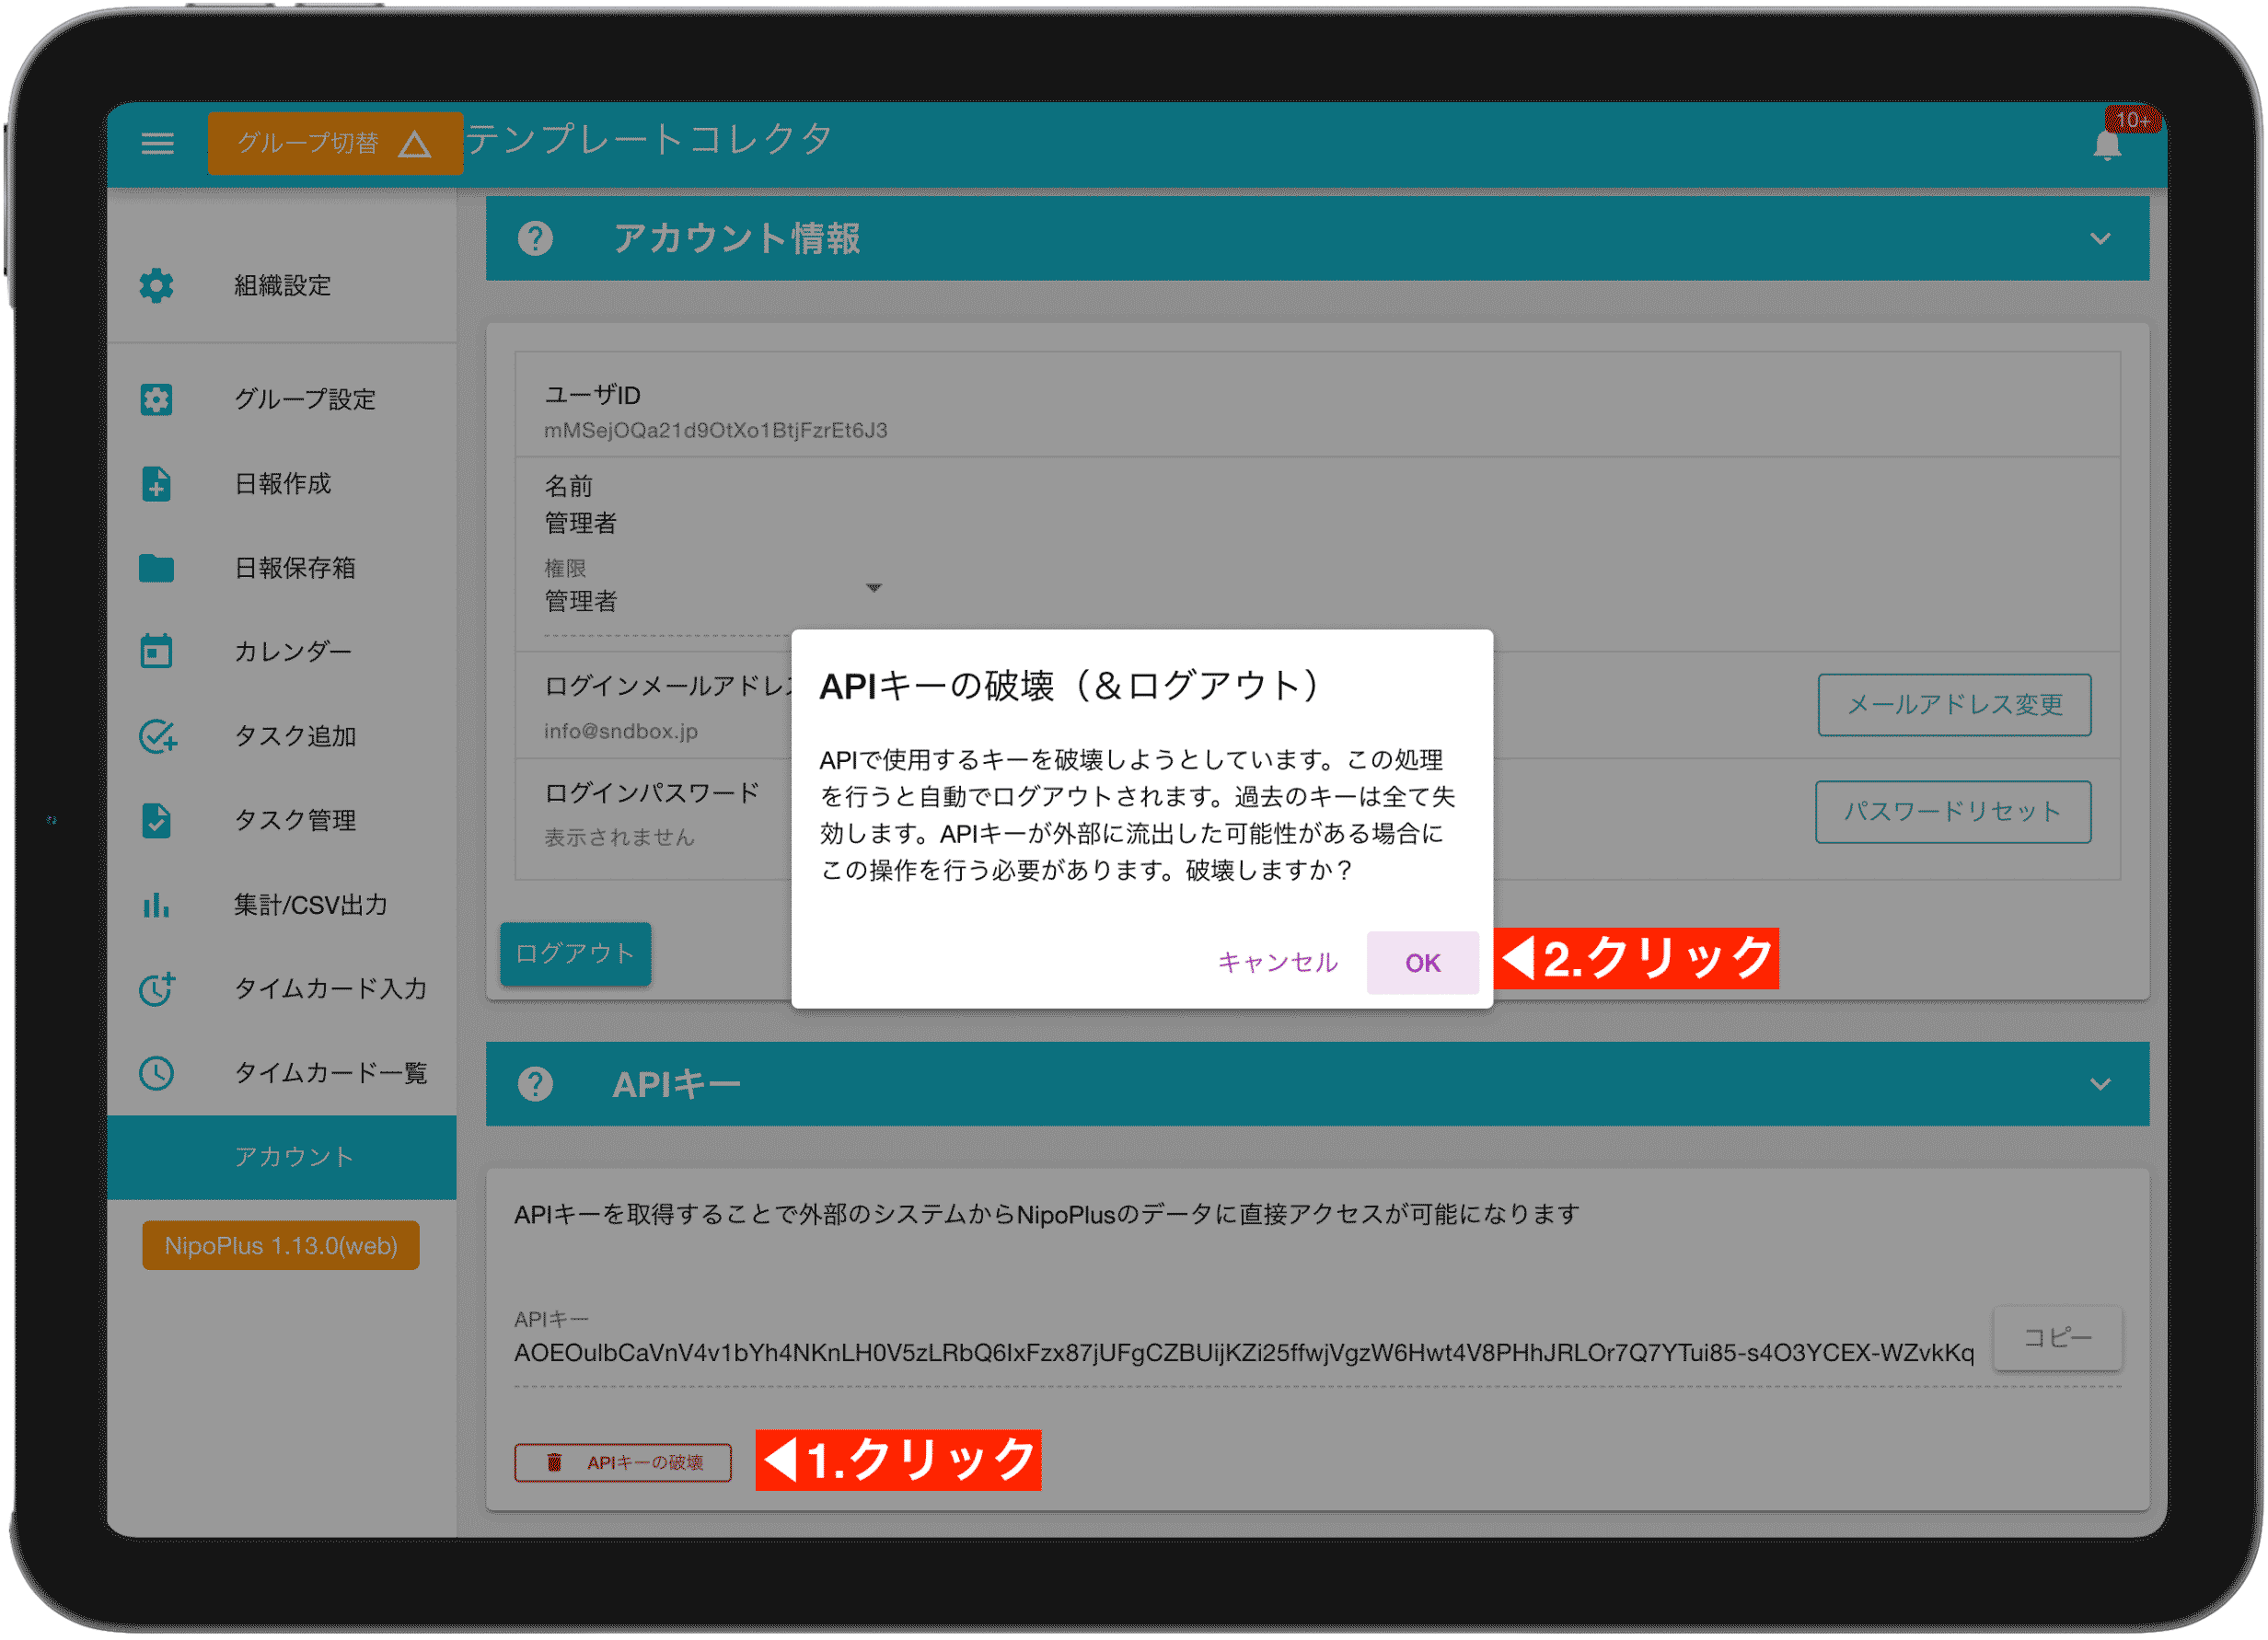 グループ切替
テンプレートコレクタ
10+
組織設定
グループ設定
日報作成
日報保存箱
カレンダー
タスク追加
タスク管理
集計/CSV出力
タイムカード入力
タイムカード一覧
アカウント
NipoPlus 1.13.0(web)
アカウント情報
ユーザID
mMSejOQa21d9OtXo1BtjFzrEt6J3
名前
管理者
権限
管理者
ログインメールアドレス
info@sndbox.jp
メールアドレス変更
ログインパスワード
表示されません
パスワードリセット
ログアウト
APIキーの破壊（&ログアウト）
APIで使用するキーを破壊しようとしています。この処理
を行うと自動でログアウトされます。過去のキーは全て失
効します。APIキーが外部に流出した可能性がある場合に
この操作を行う必要があります。破壊しますか？
キャンセル
OK
◀2.クリック
APIキー
APIキーを取得することで外部のシステムからNipoPlusのデータに直接アクセスが可能になります
APIキー
AOEOulbCaVnV4v1bYh4NKnLH0V5zLRbQ6IxFzx87jUFgCZBUijKZi25ffwjVgzW6Hwt4V8PHhJRLOr7Q7YTui85-s4O3YCEX-WZvkKq
コピー
APIキーの破壊
◀1.クリック